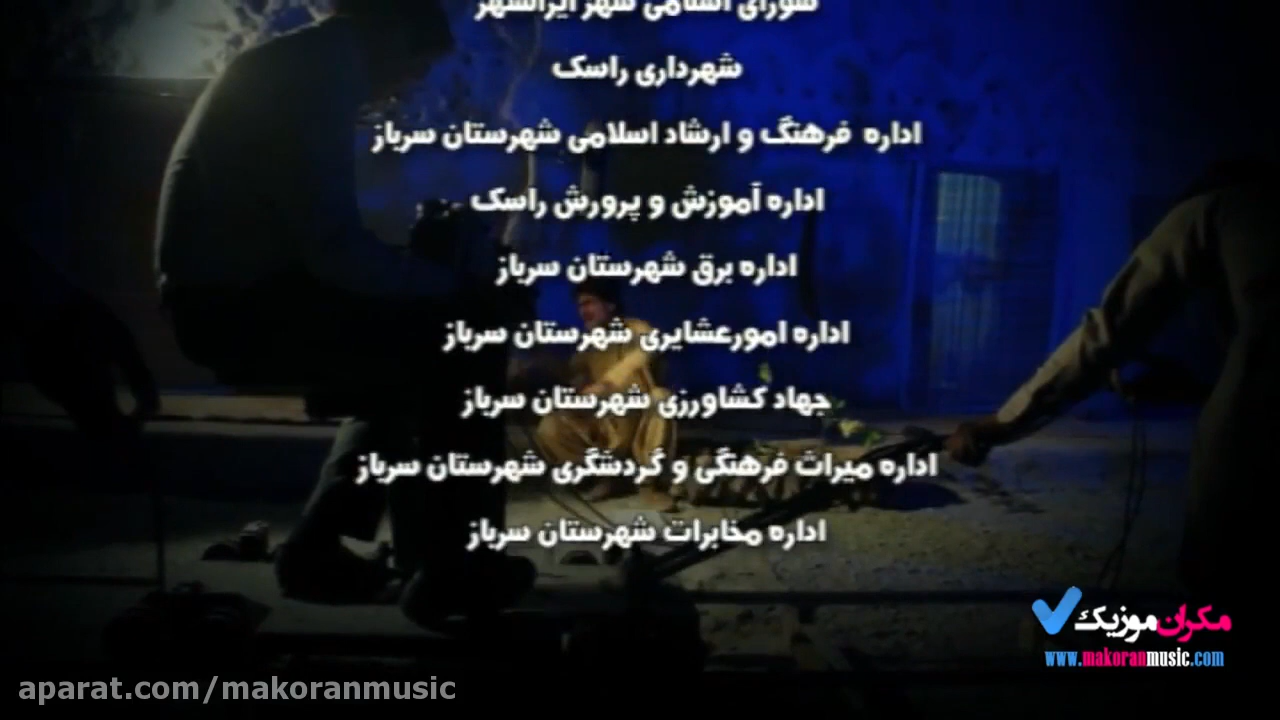 شورای اسلامی شهر ایرانشهر
شهرداری راسک
اداره فرهنگ و ارشاد اسلامی شهرستان سرباز
اداره آموزش و پرورش راسک
اداره برق شهرستان سرباز
اداره امورعشایری شهرستان سرباز
جهاد کشاورزی شهرستان سرباز
اداره میراث فرهنگی و گردشگری شهرستان سرباز
اداره مخابرات شهرستان سرباز
مکران موزیک
www.makoranmusic.com
aparat.com/makoranmusic